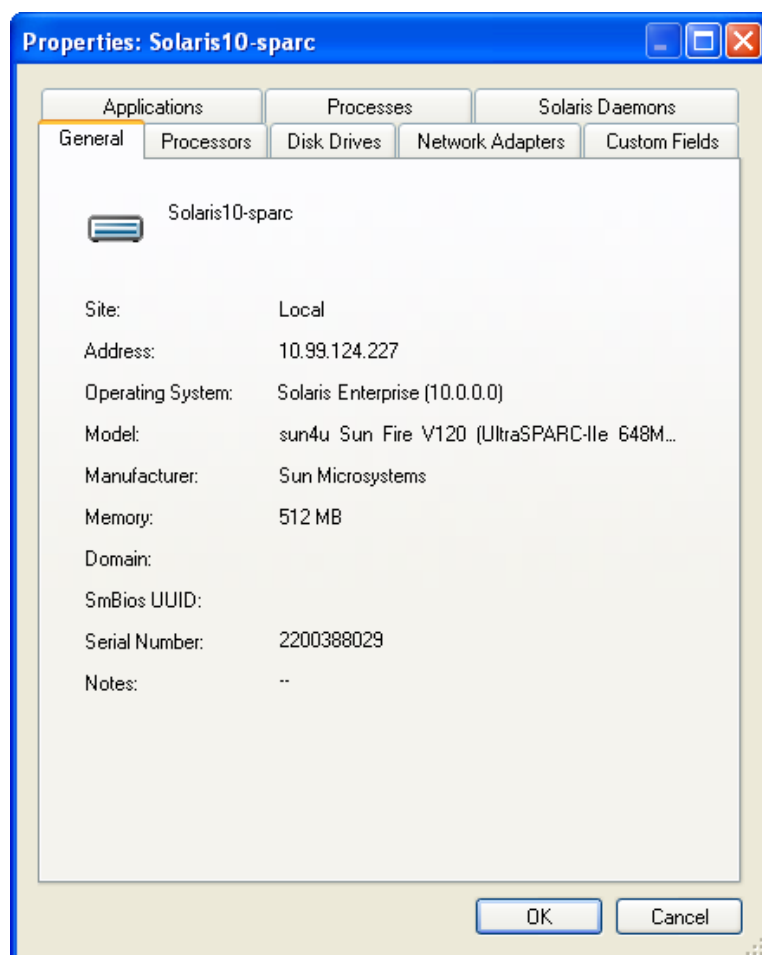 Properties: Solaris10-sparc
Applications Processes Solaris Daemons
General Processors Disk Drives Network Adapters Custom Fields
Solaris10-sparc
Site: Local
Address: 10.99.124.227
Operating System: Solaris Enterprise (10.0.0.0)
Model: sun4u Sun Fire V120 (UltraSPARC-IIe 648M...
Manufacturer: Sun Microsystems
Memory: 512 MB
Domain:
SmBios UUID:
Serial Number: 2200388029
Notes: --
OK Cancel